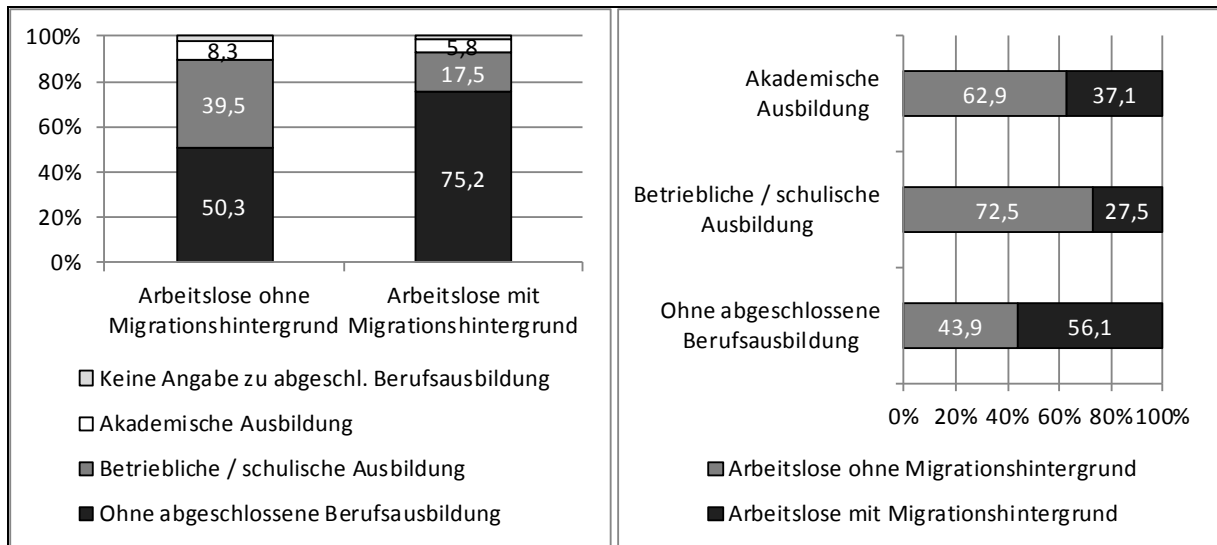 100%
80%
60%
40%
20%
0%
8,3
39,5
50,3
5,8
17,5
75,2
Arbeitslose ohne
Migrationshintergrund
Arbeitslose mit
Migrationshintergrund
Keine Angabe zu abgeschl. Berufsausbildung
Akademische Ausbildung
Betriebliche / schulische Ausbildung
Ohne abgeschlossene Berufsausbildung
Akademische
Ausbildung
62,9 37,1
Betriebliche / schulische
Ausbildung
72,5 27,5
Ohne abgeschlossene
Berufsausbildung
43,9 56,1
0% 20% 40% 60% 80% 100%
Arbeitslose ohne Migrationshintergrund
Arbeitslose mit Migrationshintergrund